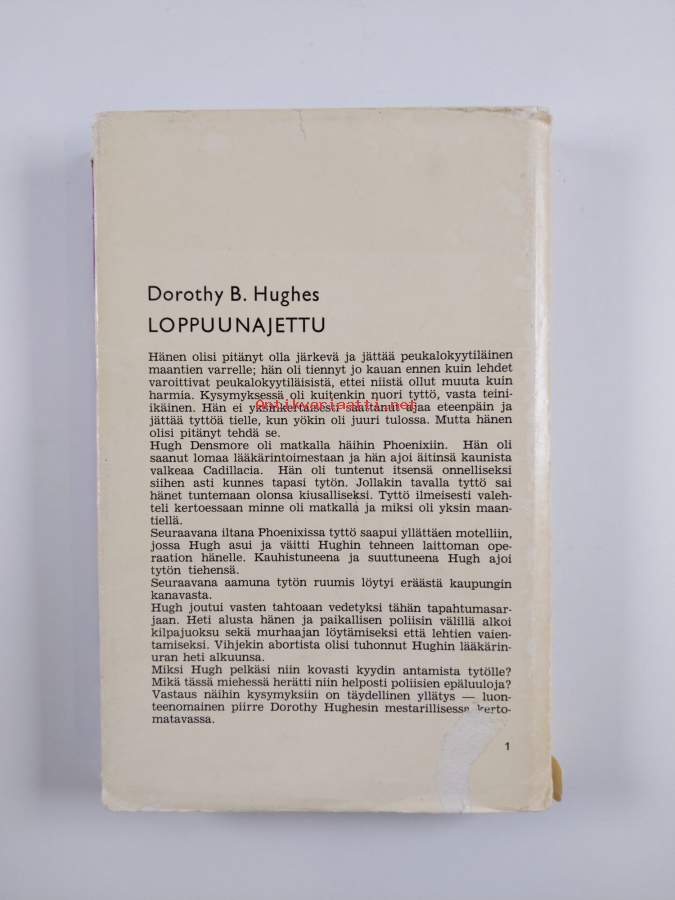 Dorothy B. Hughes
LOPPUUNAJETTU
Hänen olisi pitänyt olla järkevä ja jättää peukalokyytiläinen
maantien varrelle; hän oli tiennyt jo kauan ennen kuin lehdet
varoittivat peukalokyytiläisistä, ettei niistä ollut muuta kuin
harmia. Kysymyksessä oli kuitenkin nuori tyttö, vasta teini-
ikäinen. Hän ei yksinkertaisesti saattanut ajaa eteenpäin ja
Antikvariaatti.net
jättää tyttöä tielle, kun yökin oli juuri tulossa. Mutta hänen
olisi pitänyt tehdä se.
Hugh Densmore oli matkalla häihin Phoenixiin. Hän oli
saanut lomaa lääkärintoimestaan ja hän ajoi äitinsä kaunista
valkeaa Cadillacia. Hän oli tuntenut itsensä onnelliseksi
siihen asti kunnes tapasi tytön. Jollakin tavalla tyttö sai
hänet tuntemaan olonsa kiusalliseksi. Tyttö ilmeisesti valeh-
teli kertoessaan minne oli matkalla ja miksi oli yksin maan-
tiellä.
Seuraavana iltana Phoenixissa tyttö saapui yllättäen motelliin,
jossa Hugh asui ja väitti Hughin tehneen laittoman ope-
raation hänelle. Kauhistuneena ja suuttuneena Hugh ajoi
tytön tiehensä.
Seuraavana aamuna tytön ruumis löytyi eräästä kaupungin
kanavasta.
Hugh joutui vasten tahtoaan vedetyksi tähän tapahtumasar-
jaan. Heti alusta hänen ja paikallisen poliisin välillä alkoi
kilpajuoksu sekä murhaajan löytämiseksi että lehtien vaien-
tamiseksi. Vihjekin abortista olisi tuhonnut Hughin lääkärin-
uran heti alkuunsa.
Miksi Hugh pelkäsi niin kovasti kyydin antamista tytölle?
Mikä tässä miehessä herätti niin helposti poliisien epäluuloja?
Vastaus näihin kysymyksiin on täydellinen yllätys — luon-
teenomainen piirre Dorothy Hughesin mestarillisessa kerto-
matavassa.
1